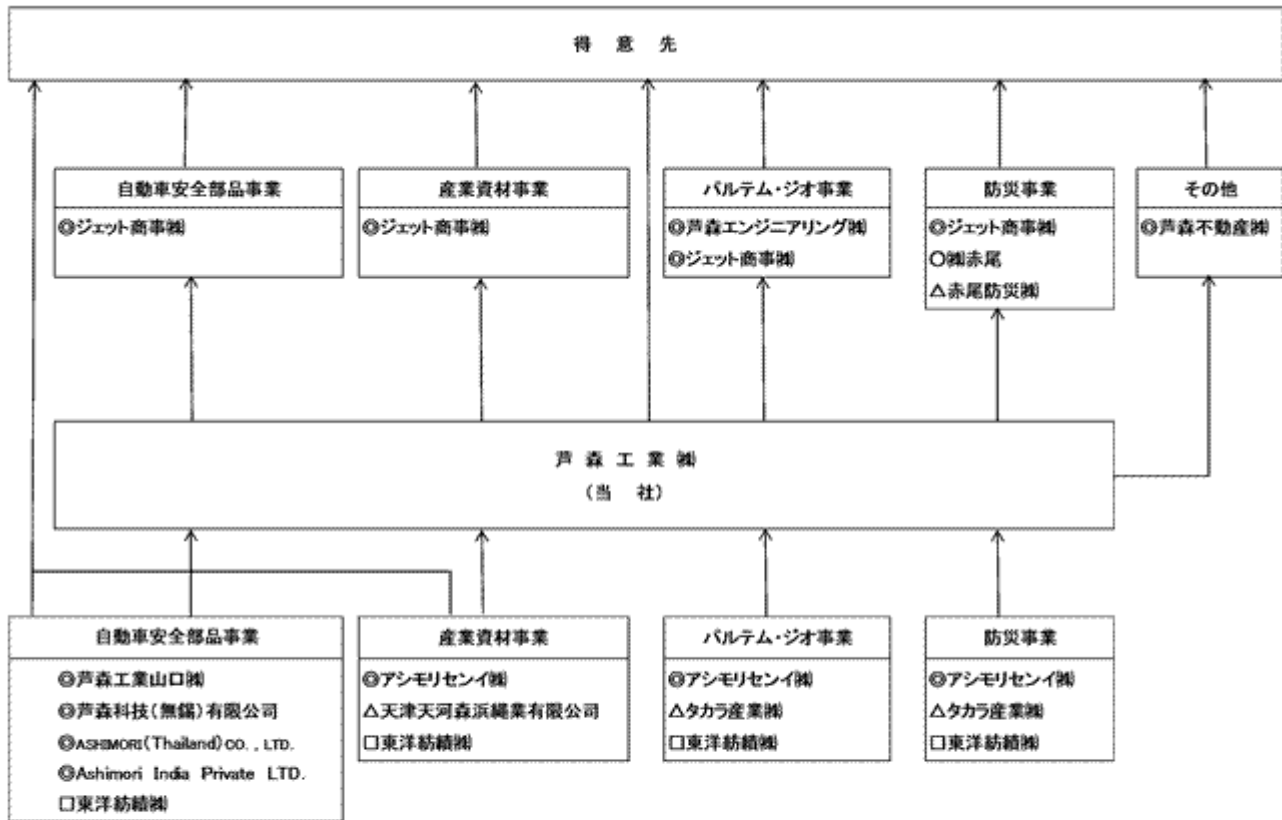 得 意 先
自動車安全部品事業
◎ジェット商事㈱
産業資材事業
◎ジェット商事㈱
パルテム・ジオ事業
◎芦森エンジニアリング㈱
◎ジェット商事㈱
防災事業
◎ジェット商事㈱
○㈱赤尾
△赤尾防災㈱
その他
◎芦森不動産㈱
芦 森 工 業 ㈱
(当 社)
自動車安全部品事業
◎芦森工業山口㈱
◎芦森科技(無錫)有限公司
◎ASHIMORI(Thailand)CO., LTD.
◎Ashimori India Private LTD.
□東洋紡績㈱
産業資材事業
◎アシモリセンイ㈱
△天津天河森浜縄業有限公司
□東洋紡績㈱
パルテム・ジオ事業
◎アシモリセンイ㈱
△タカラ産業㈱
□東洋紡績㈱
防災事業
◎アシモリセンイ㈱
△タカラ産業㈱
□東洋紡績㈱